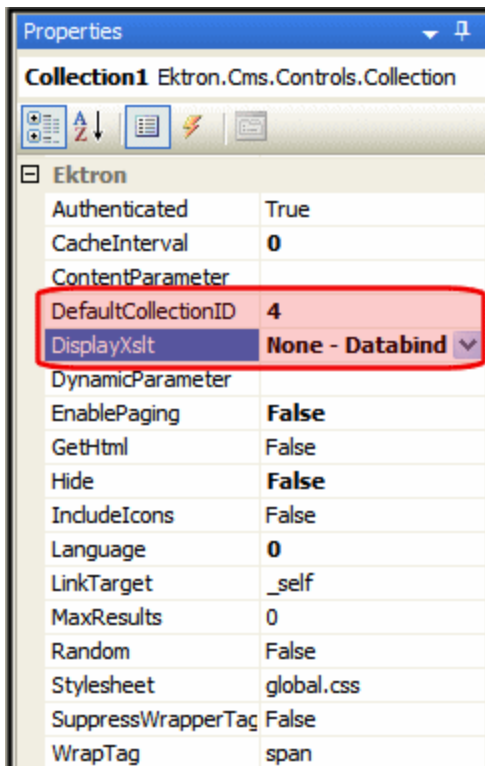 Properties
Collection1 Ektron.Cms.Controls.Collection
Ektron
Authenticated True
CacheInterval 0
ContentParameter
DefaultCollectionID 4
DisplayXslt None - Databind
DynamicParameter
EnablePaging False
GetHtml False
Hide False
IncludeIcons False
Language 0
LinkTarget _self
MaxResults 0
Random False
Stylesheet global.css
SuppressWrapperTag False
WrapTag span